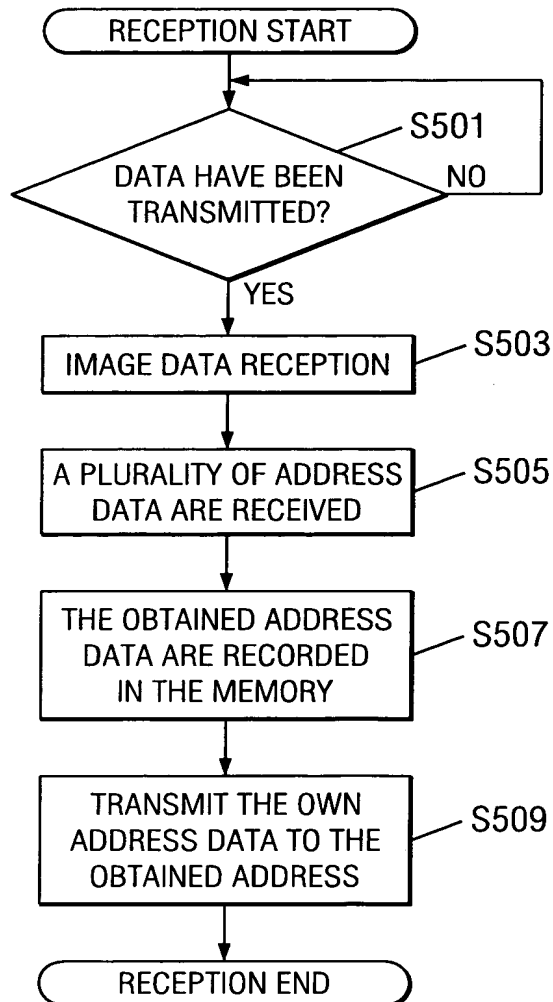 RECEPTION START
S501
DATA HAVE BEEN
TRANSMITTED?
NO
YES
IMAGE DATA RECEPTION
S503
A PLURALITY OF ADDRESS
DATA ARE RECEIVED
S505
THE OBTAINED ADDRESS
DATA ARE RECORDED
IN THE MEMORY
S507
TRANSMIT THE OWN
ADDRESS DATA TO THE
OBTAINED ADDRESS
S509
RECEPTION END